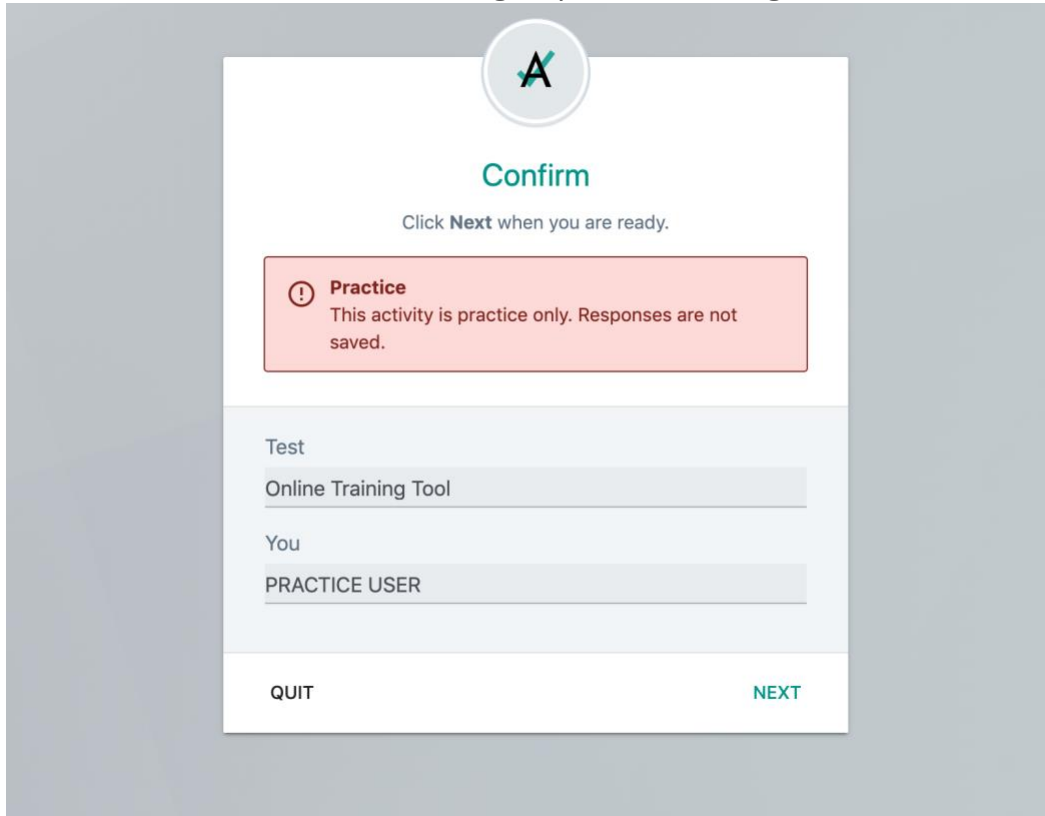 Confirm
Click Next when you are ready.
Practice
This activity is practice only. Responses are not
saved.
Test
Online Training Tool
You
PRACTICE USER
QUIT
NEXT